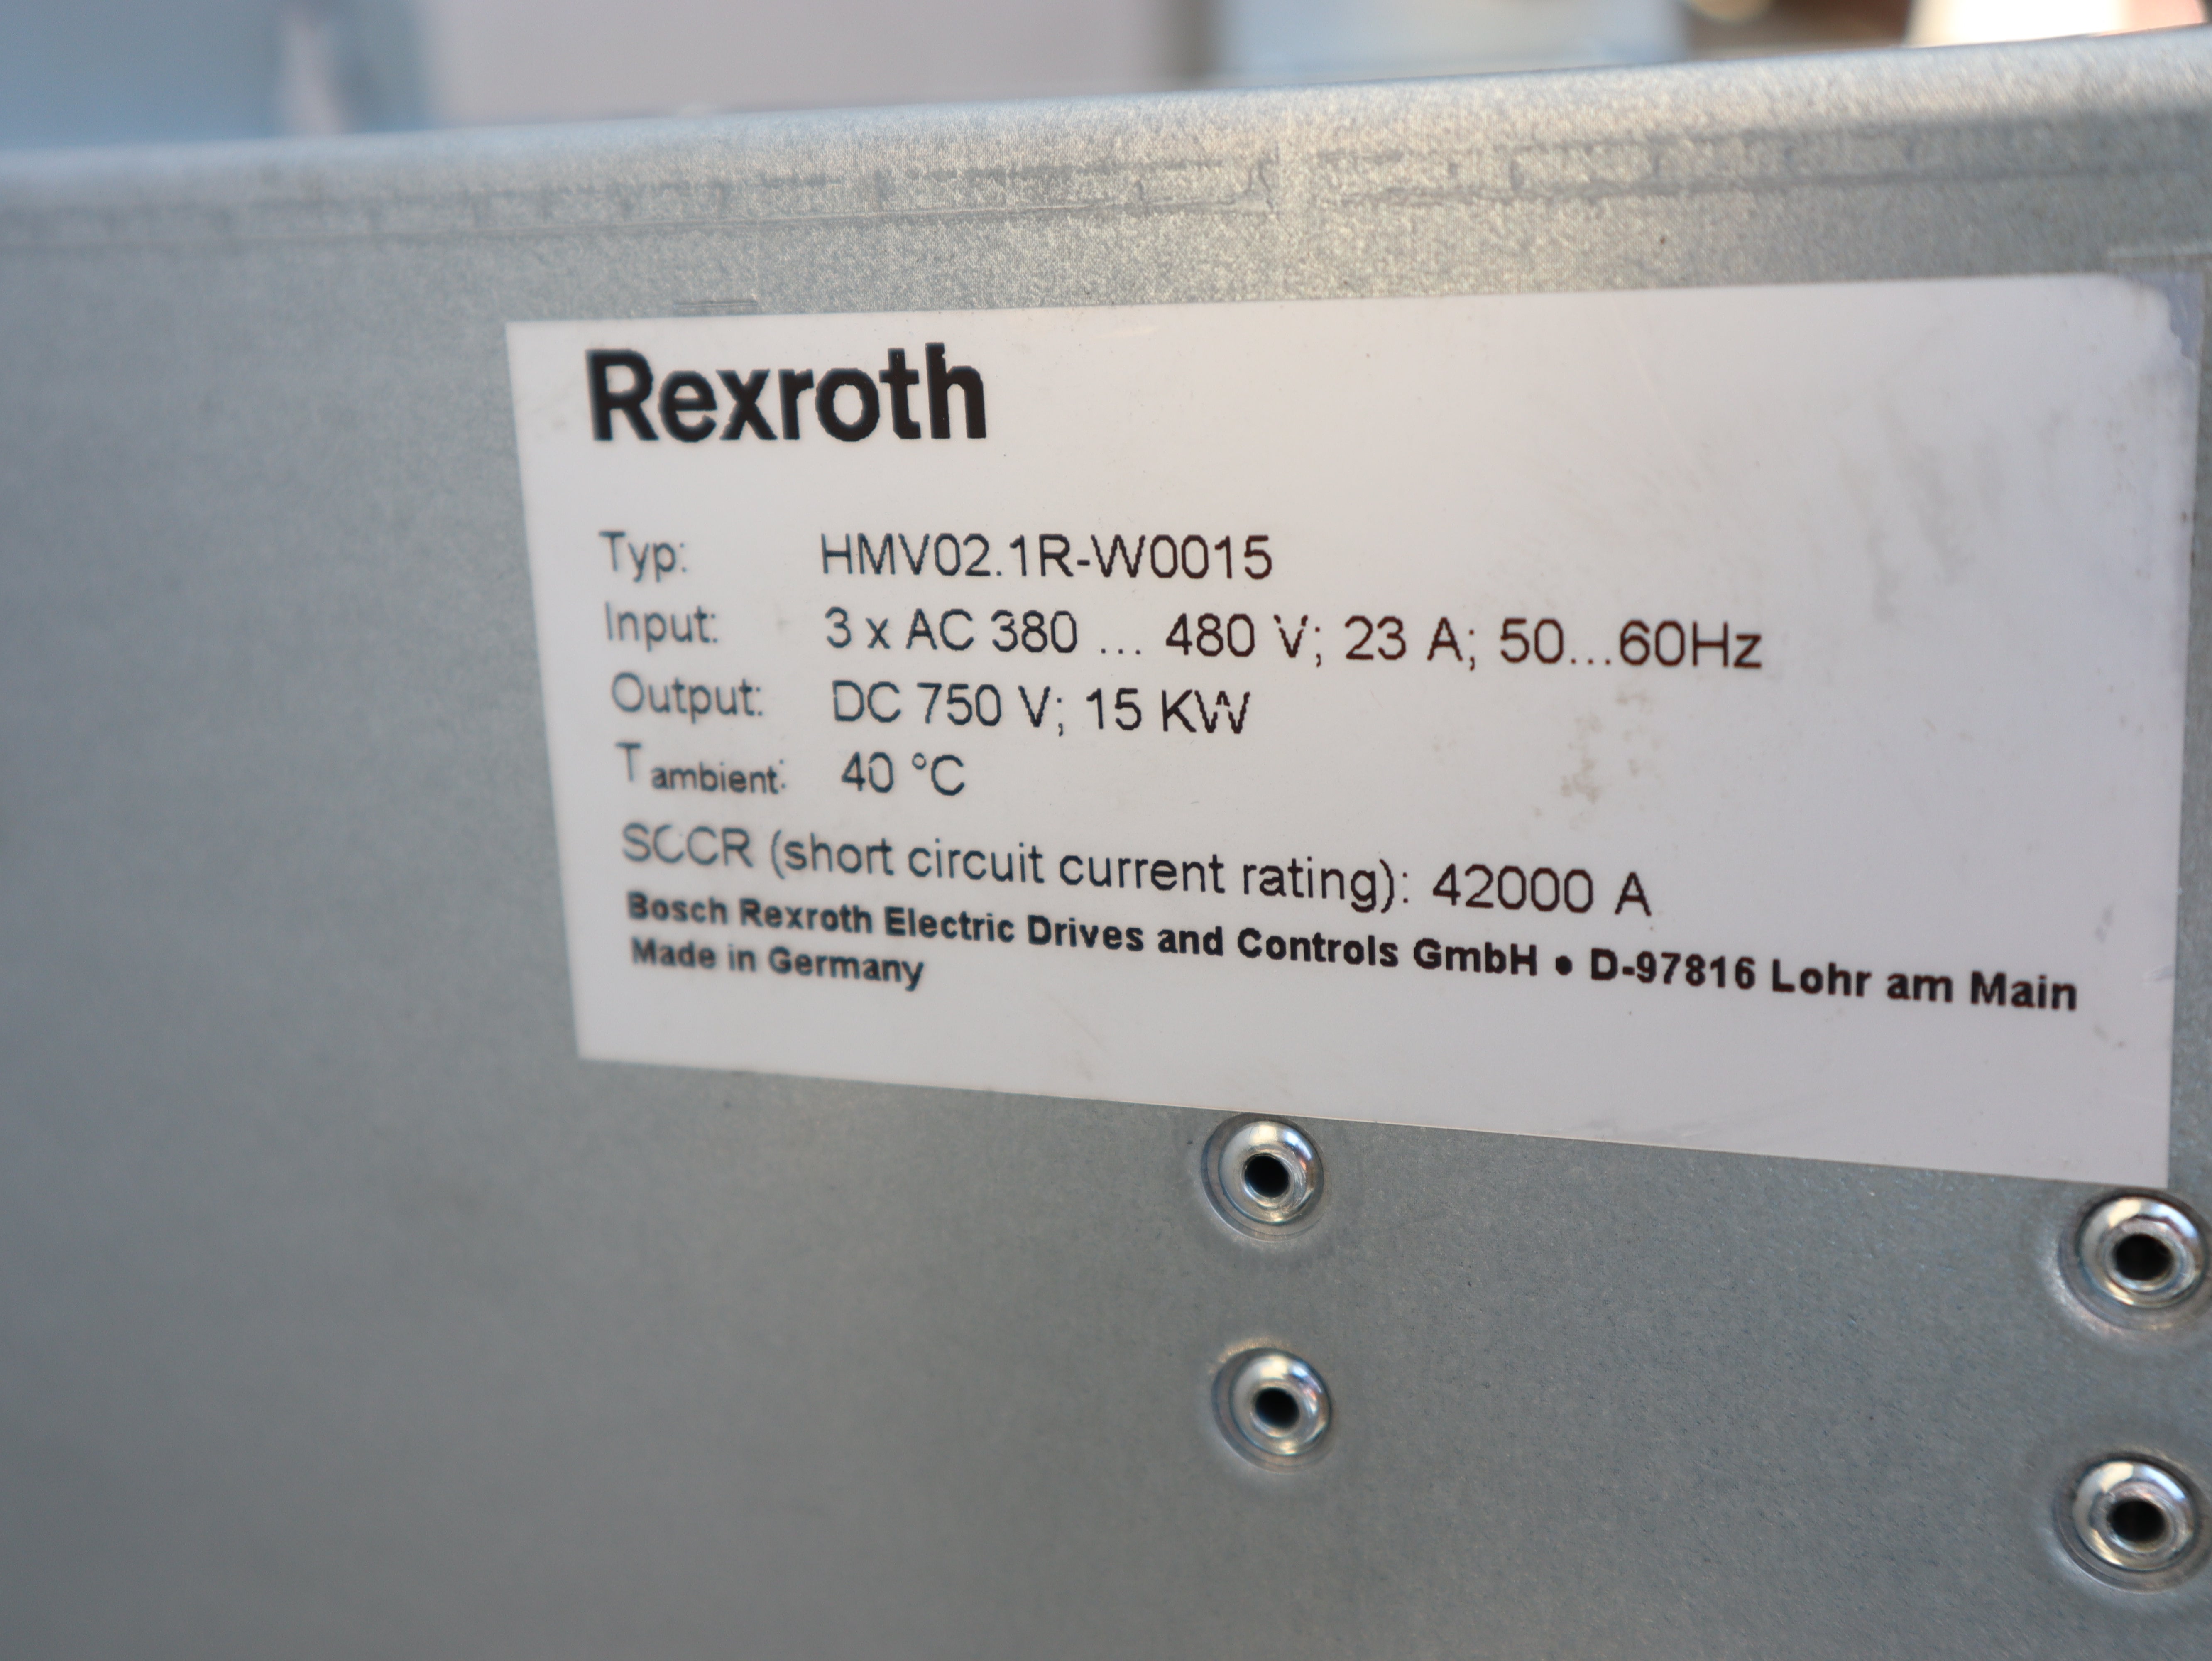 Rexroth
Typ: HMV02.1R-W0015
Input: 3 x AC 380 ... 480 V; 23 A; 50...60Hz
Output: DC 750 V; 15 KW
T ambient: 40 °C
SCCR (short circuit current rating): 42000 A
Bosch Rexroth Electric Drives and Controls GmbH • D-97816 Lohr am Main
Made in Germany